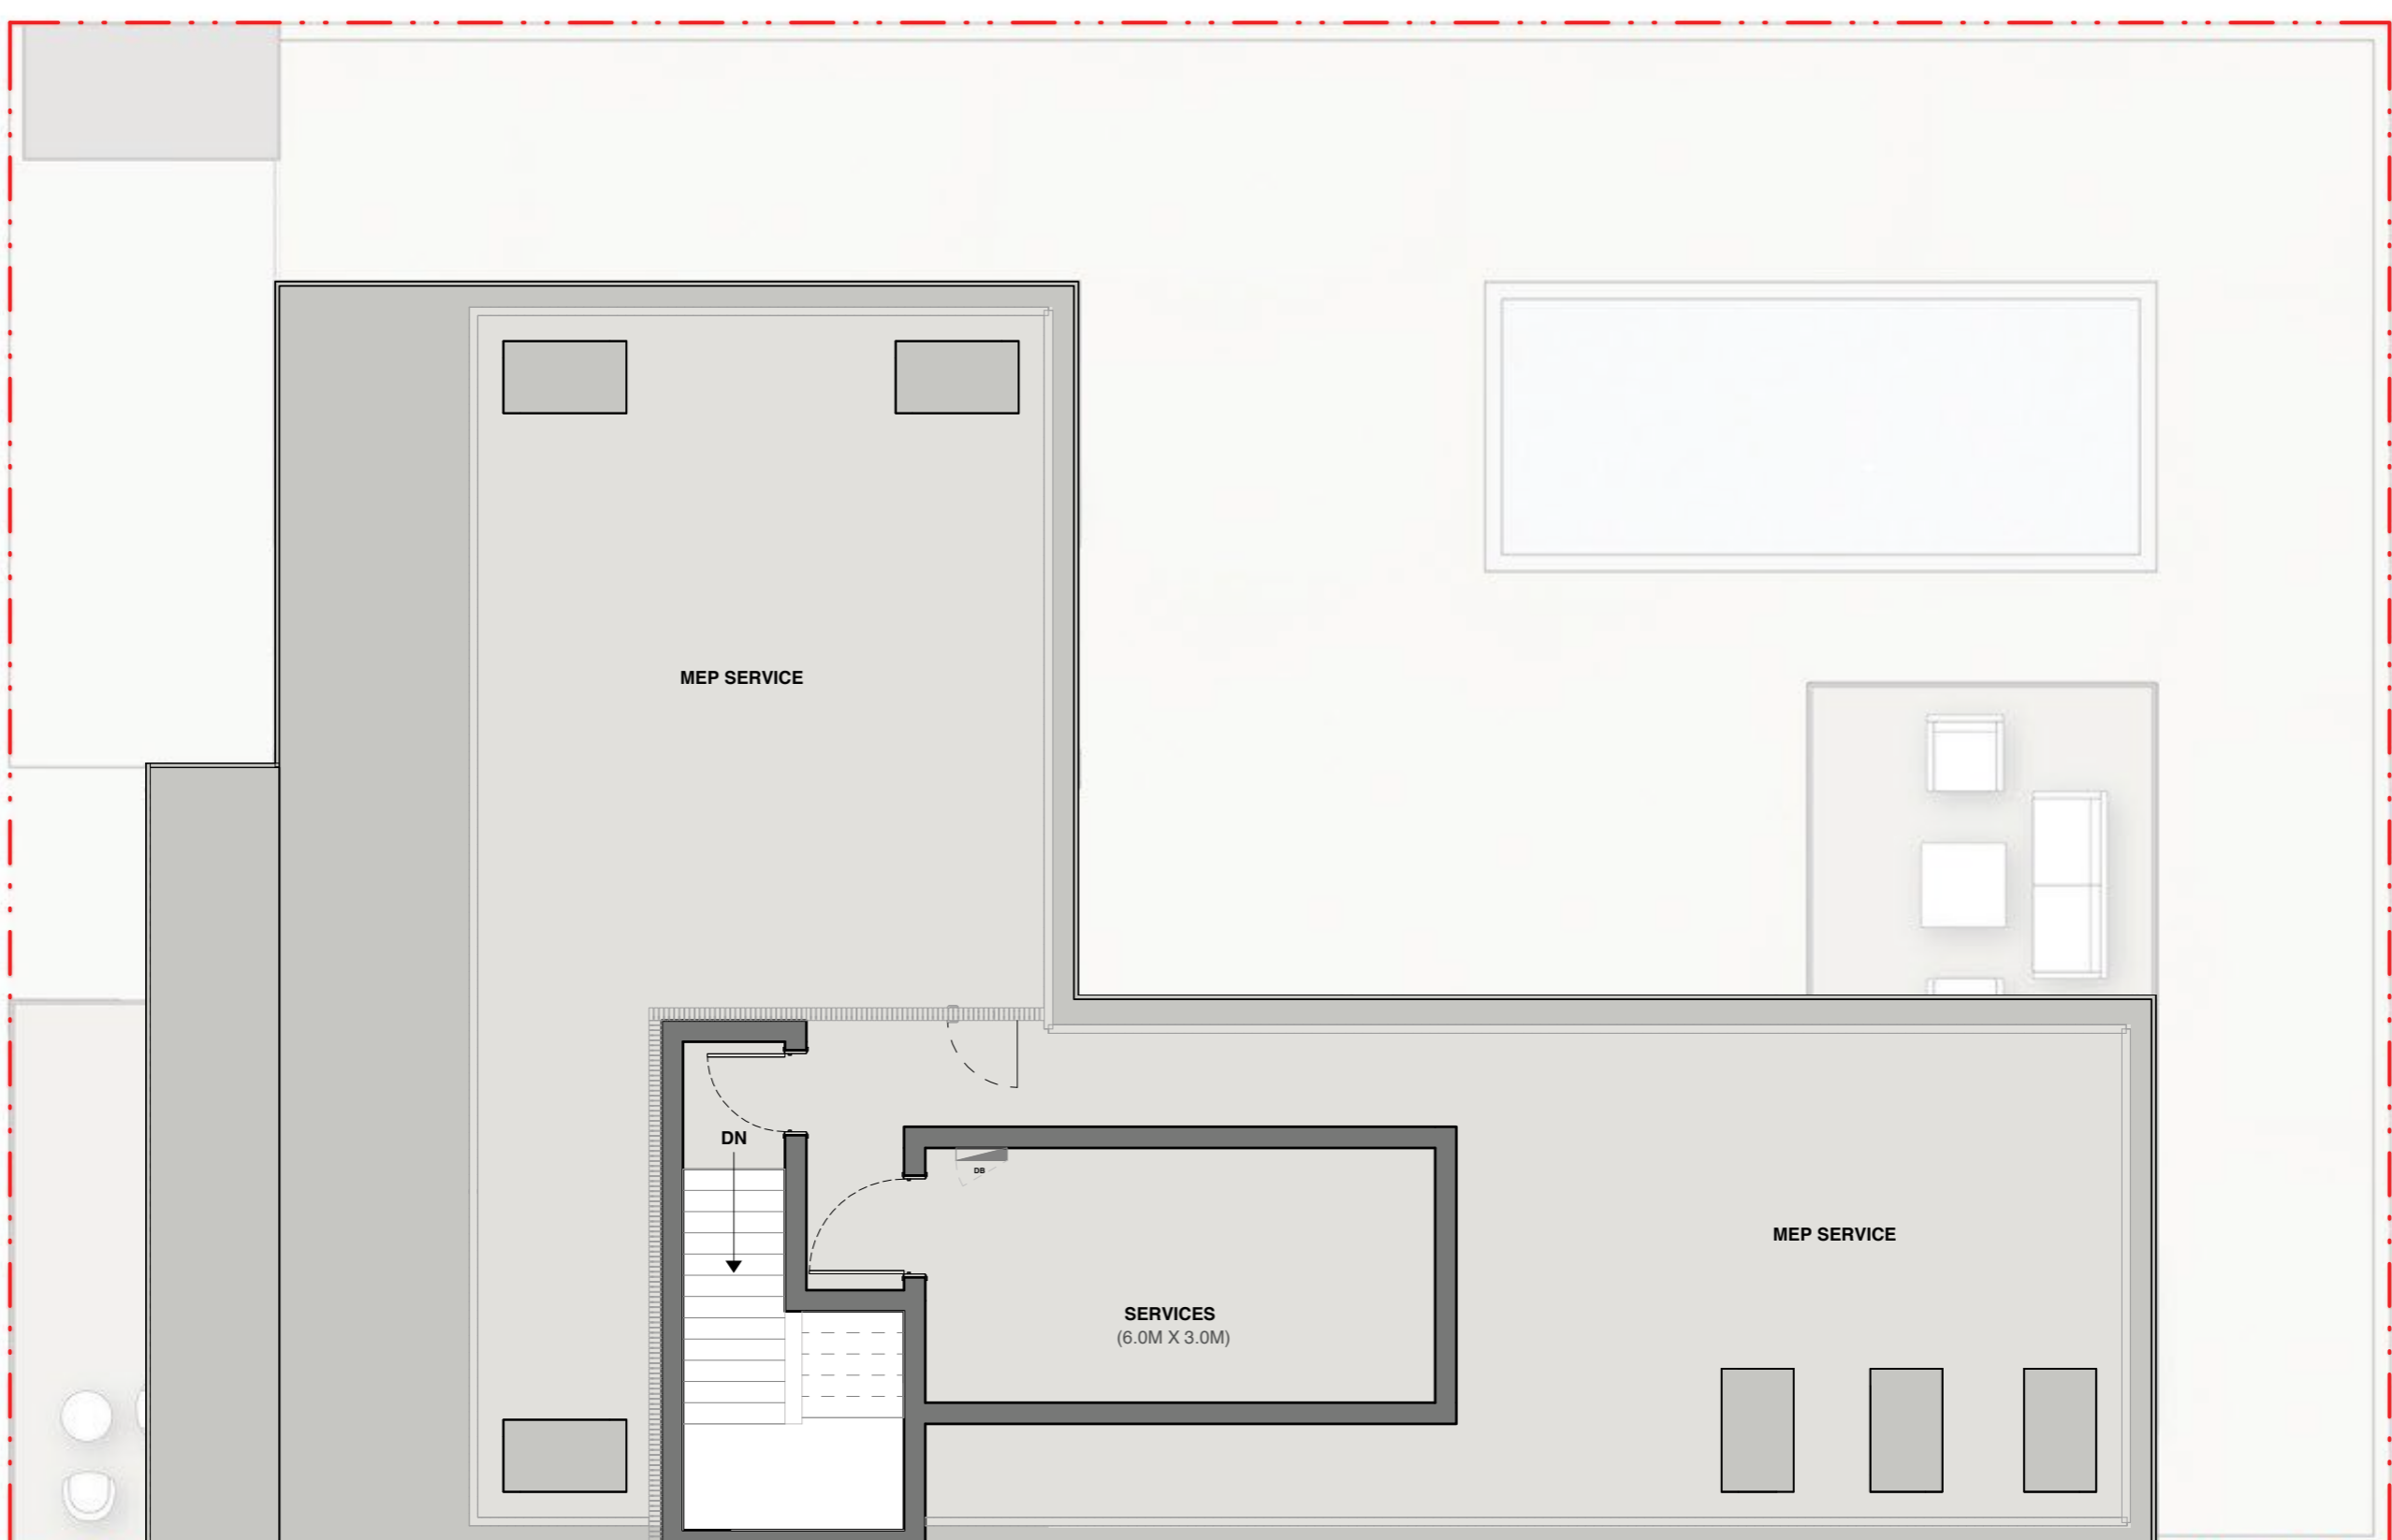 MEP SERVICE
DN
DB
MEP SERVICE
SERVICES
(6.0M X 3.0M)